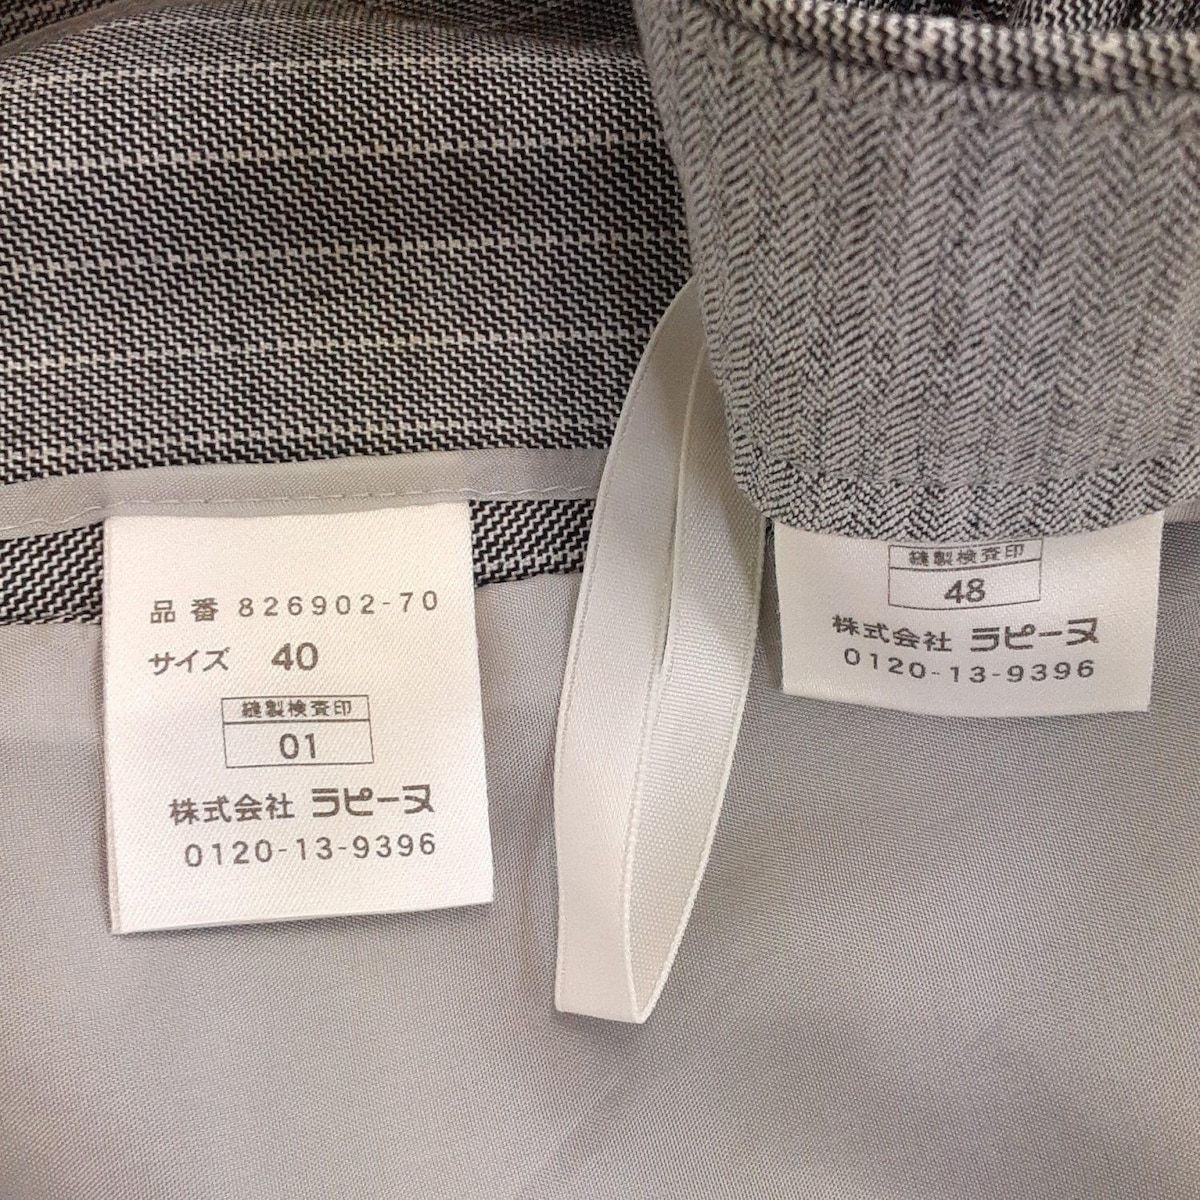 品番 826902-70
サイズ 40
縫製検査印
01
株式会社 ラピーヌ
0120-13-9396
縫製検査印
48
株式会社 ラピーヌ
0120-13-9396